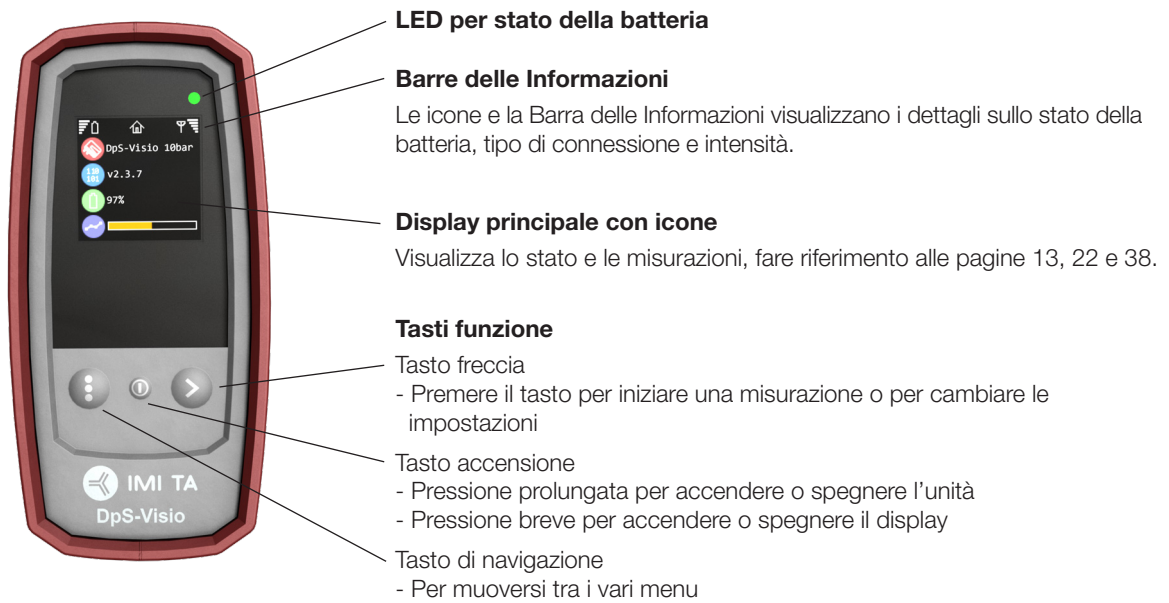 LED per stato della batteria
Barre delle Informazioni
Le icone e la Barra delle Informazioni visualizzano i dettagli sullo stato della
batteria, tipo di connessione e intensità.
DpS-Visio 10bar
110
101
v2.3.7
97%
Display principale con icone
Visualizza lo stato e le misurazioni, fare riferimento alle pagine 13, 22 e 38.
Tasti funzione
Tasto freccia
- Premere il tasto per iniziare una misurazione o per cambiare le
impostazioni
Tasto accensione
- Pressione prolungata per accendere o spegnere l’unità
- Pressione breve per accendere o spegnere il display
Tasto di navigazione
- Per muoversi tra i vari menu
IMI TA
DpS-Visio